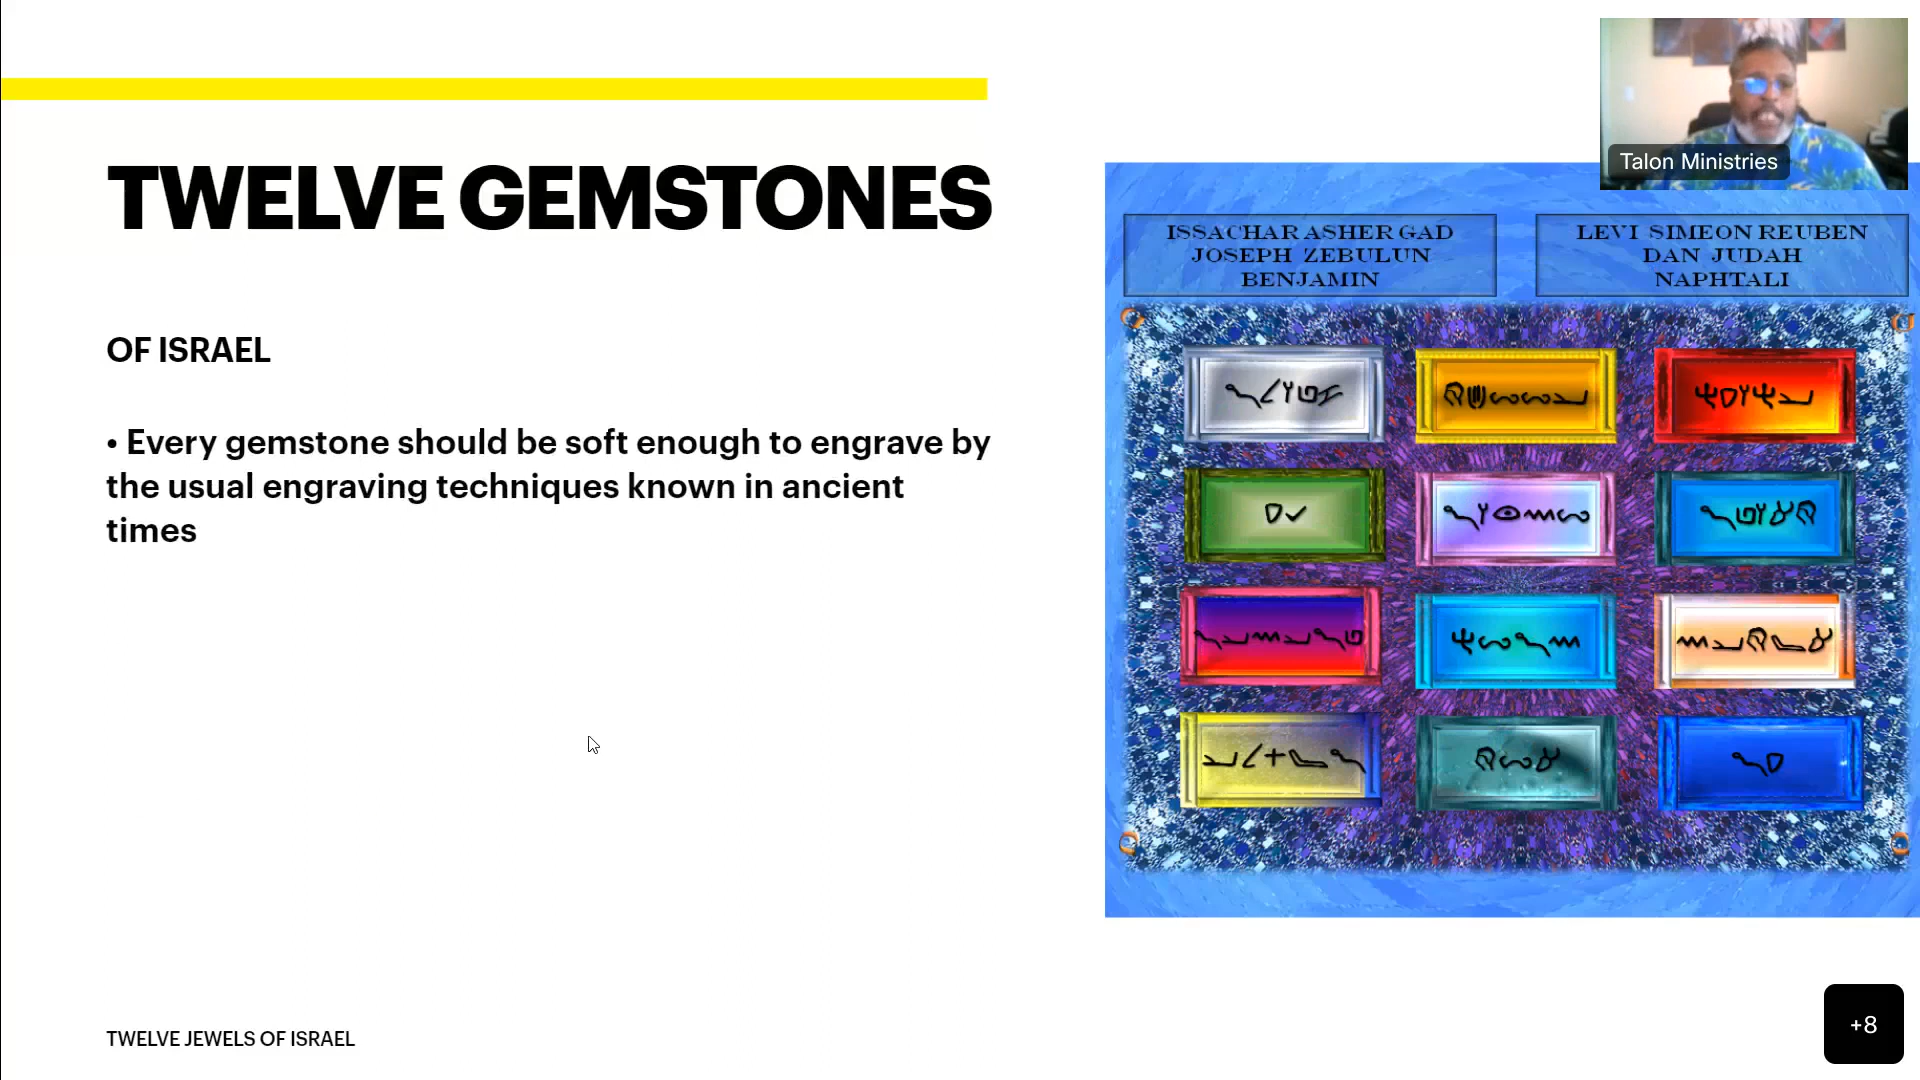 Talon Ministries
TWELVE GEMSTONES
OF ISRAEL
• Every gemstone should be soft enough to engrave by
the usual engraving techniques known in ancient
times
ISSACHAR ASHER GAD
JOSEPH ZEBULUN
BENJAMIN
LEVI SIMEON REUBEN
DAN JUDAH
NAPHTALI
TWELVE JEWELS OF ISRAEL
+8